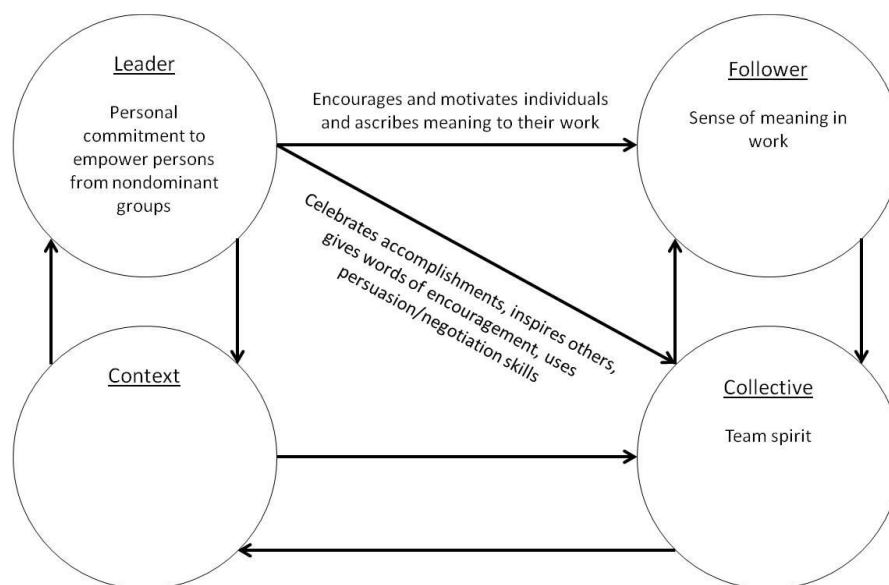 Leader
Personal
commitment to
empower persons
from nondominant
groups
Encourages and motivates individuals
and ascribes meaning to their work
Follower
Sense of meaning in
work
Celebrates accomplishments, inspires others,
gives words of encouragement, uses
persuasion/negotiation skills
Context
Collective
Team spirit